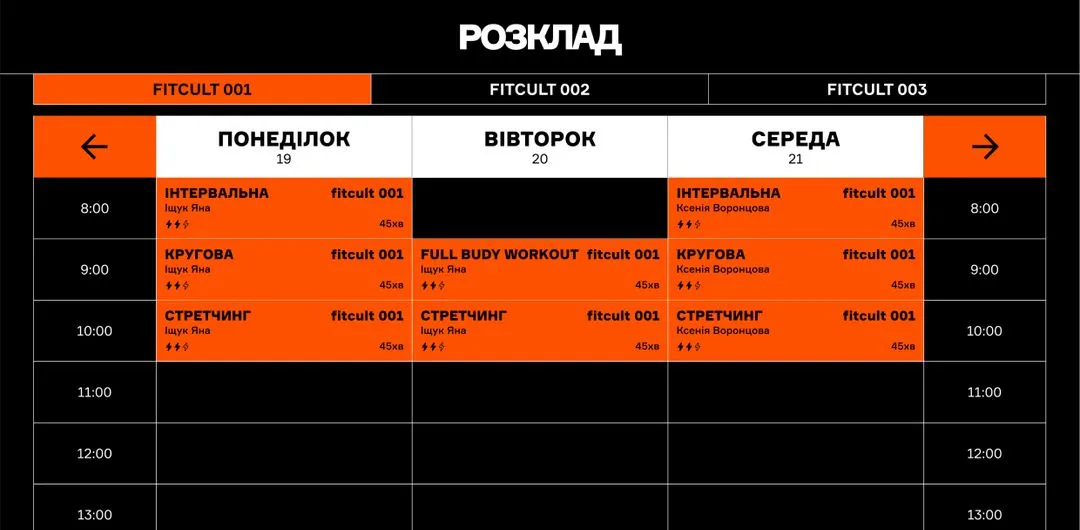 РОЗКЛАД
FITCULT 001 FITCULT 002 FITCULT 003
ПОНЕДІЛОК ВІВТОРОК СЕРЕДА
19 20 21
8:00 ІНТЕРВАЛЬНА fitcult 001 ІНТЕРВАЛЬНА fitcult 001 8:00
Іщук Яна Ксенія Воронцова
45хв 45хв
9:00 КРУГОВА fitcult 001 FULL BUDY WORKOUT fitcult 001 КРУГОВА fitcult 001 9:00
Іщук Яна Іщук Яна Ксенія Воронцова
45хв 45хв 45хв
10:00 СТРЕТЧИНГ fitcult 001 СТРЕТЧИНГ fitcult 001 СТРЕТЧИНГ fitcult 001 10:00
Іщук Яна Іщук Яна Ксенія Воронцова
45хв 45хв 45хв
11:00 11:00
12:00 12:00
13:00 13:00